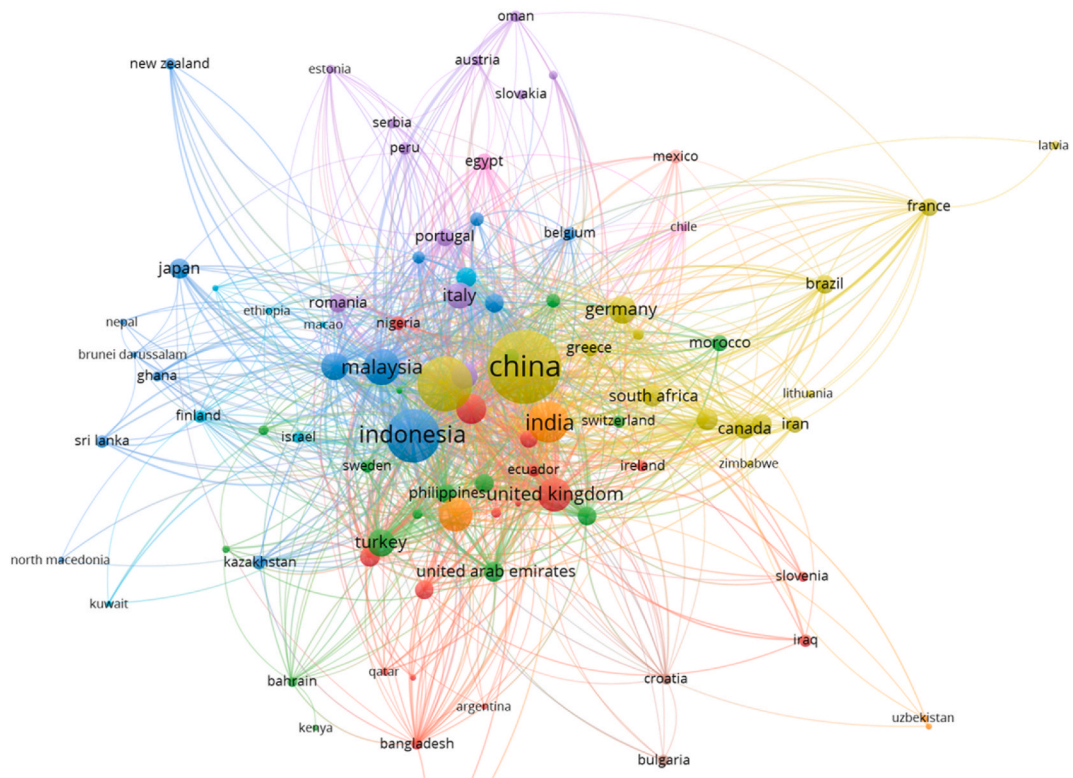 oman
new zealand
austria
estonia
slovakia
serbia
latvia
peru
mexico
egypt
france
chile
belgium
portugal
japan
brazil
italy
romania
germany
ethiopia
nepal
macao
nigeria
morocco
greece
brunei darussalam
malaysia
china
ghana
lithuania
south africa
finland
switzerland
india
iran
canada
indonesia
israel
sri lanka
sweden
ecuador
ireland
zimbabwe
philippines
united kingdom
turkey
north macedonia
kazakhstan
united arab emirates
slovenia
kuwait
iraq
qatar
croatia
bahrain
argentina
uzbekistan
kenya
bangladesh
bulgaria